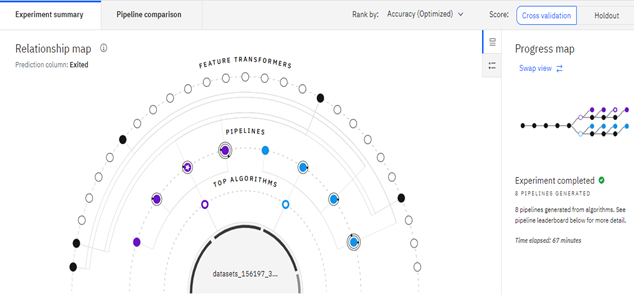 Experiment summary
Pipeline comparison
Rank by: Accuracy (Optimized)
Score: Cross validation Holdout
Relationship map
Prediction column: Exited
FEATURE TRANSFORMERS
PIPELINES
TOP ALGORITHMS
datasets_156197_3...
Progress map
Swap view
Experiment completed
8 PIPELINES GENERATED
8 pipelines generated from algorithms. See
pipeline leaderboard below for more detail.
Time elapsed: 67 minutes